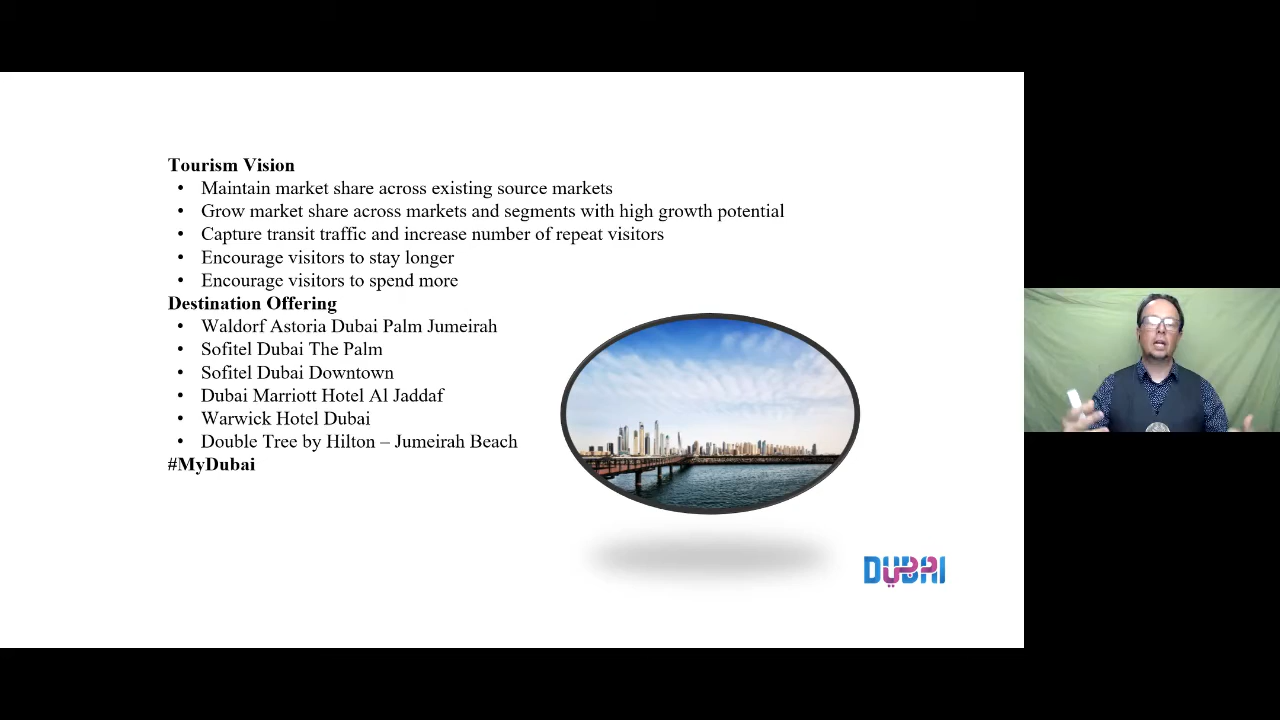 Tourism Vision
• Maintain market share across existing source markets
• Grow market share across markets and segments with high growth potential
• Capture transit traffic and increase number of repeat visitors
• Encourage visitors to stay longer
• Encourage visitors to spend more
Destination Offering
• Waldorf Astoria Dubai Palm Jumeirah
• Sofitel Dubai The Palm
• Sofitel Dubai Downtown
• Dubai Marriott Hotel Al Jaddaf
• Warwick Hotel Dubai
• Double Tree by Hilton – Jumeirah Beach
#MyDubai
DUBAI